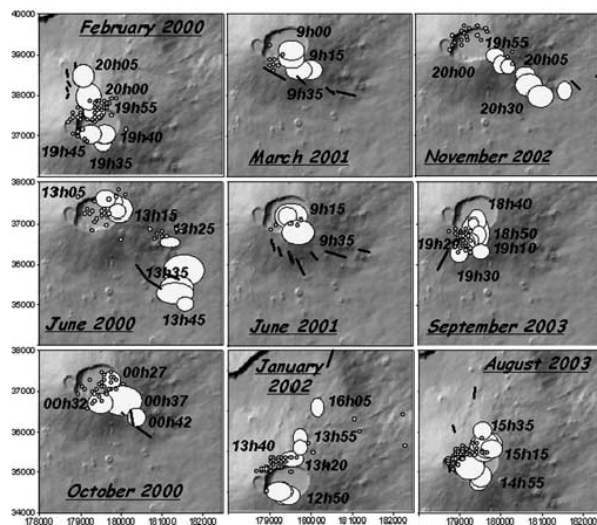 40000
39000
38000
37000
36000
February 2000
20h05
20h00
19h55
19h45
19h40
19h35
9h00
9h15
9h35
March 2001
19h55
20h00
20h05
20h30
November 2002
38000
37000
36000
35000
34000
13h05
13h15
13h25
13h35
13h45
June 2000
9h15
9h35
June 2001
18h40
18h50
19h20
19h10
19h30
September 2003
38000
37000
36000
35000
34000
00h27
00h32
00h37
00h42
October 2000
January
2002
16h05
13h55
13h40
13h20
12h50
August 2003
15h35
15h15
14h55
178000 179000 180000 181000 182000
179000 180000 181000 182000
179000 180000 181000 182000